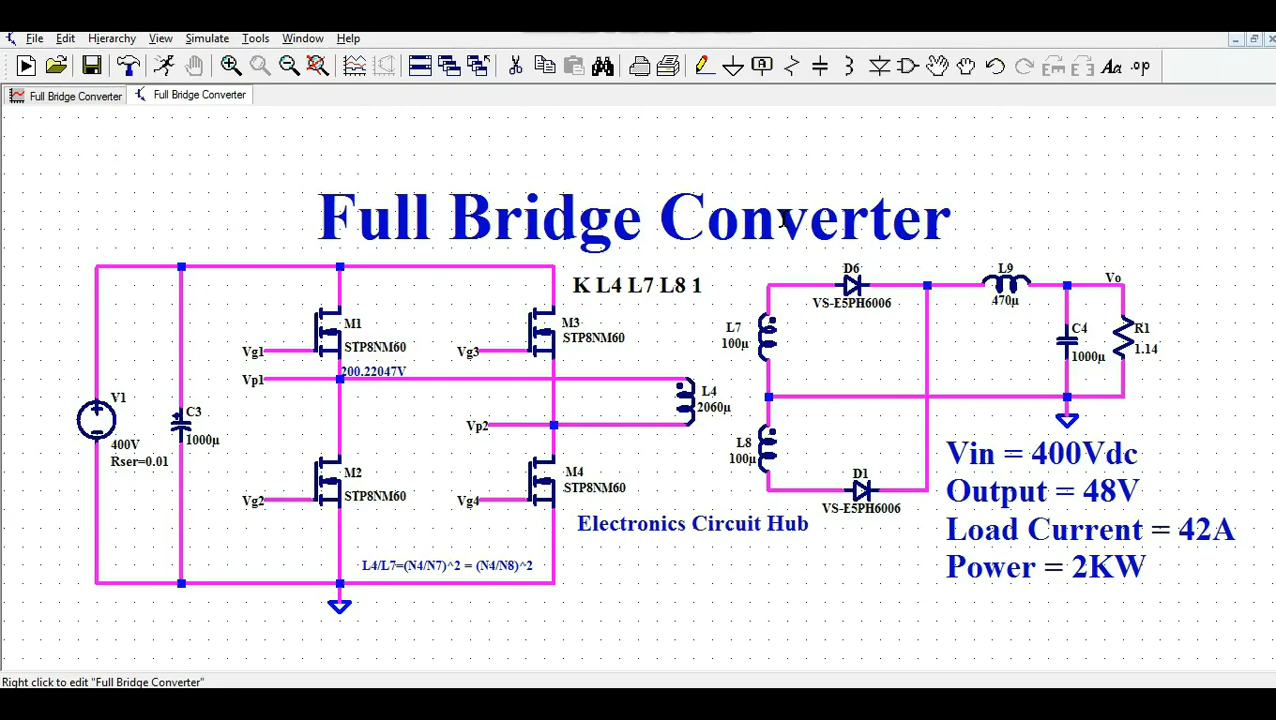 File Edit Hierarchy View Simulate Tools Window Help
Full Bridge Converter
Full Bridge Converter
Full Bridge Converter
K L4 L7 L8 1
D6
VS-E5PH6006
L9
470µ
Vo
M1
STP8NM60
M3
STP8NM60
L7
100µ
C4
1000µ
R1
1.14
Vg1
Vg3
200.22047V
Vp1
L4
2060µ
V1
400V
Rser=0.01
C3
1000µ
Vp2
L8
100µ
Vin = 400Vdc
M2
STP8NM60
M4
STP8NM60
D1
VS-E5PH6006
Output = 48V
Vg2
Vg4
Electronics Circuit Hub
Load Current = 42A
L4/L7=(N4/N7)^2 = (N4/N8)^2
Power = 2KW
Right click to edit "Full Bridge Converter"
Aa .op